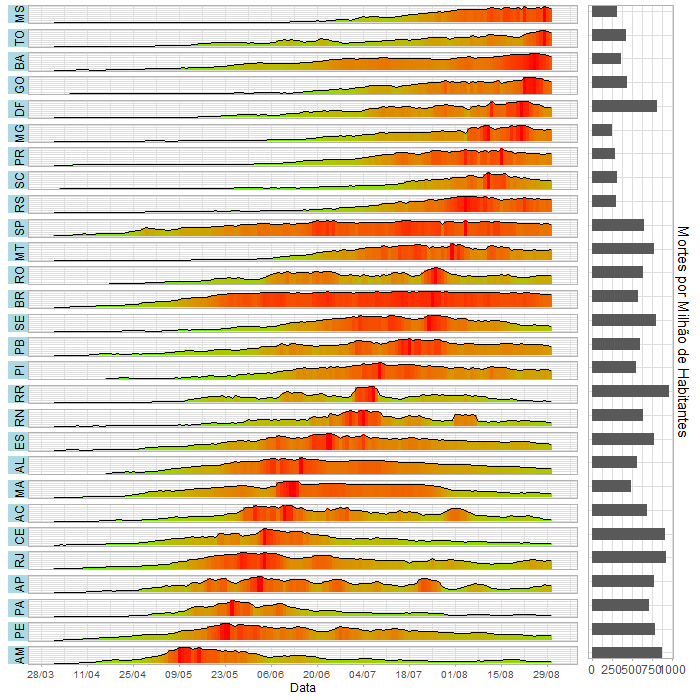 MS
TO
BA
GO
DF
MG
PR
SC
RS
SP
MT
RO
BR
SE
PB
PI
RR
RN
ES
AL
MA
AC
CE
RJ
AP
PA
PE
AM
28/03 11/04 25/04 09/05 23/05 06/06 20/06 04/07 18/07 01/08 15/08 29/08
Data
0 250 500 750 1000
Mortes por Milhão de Habitantes